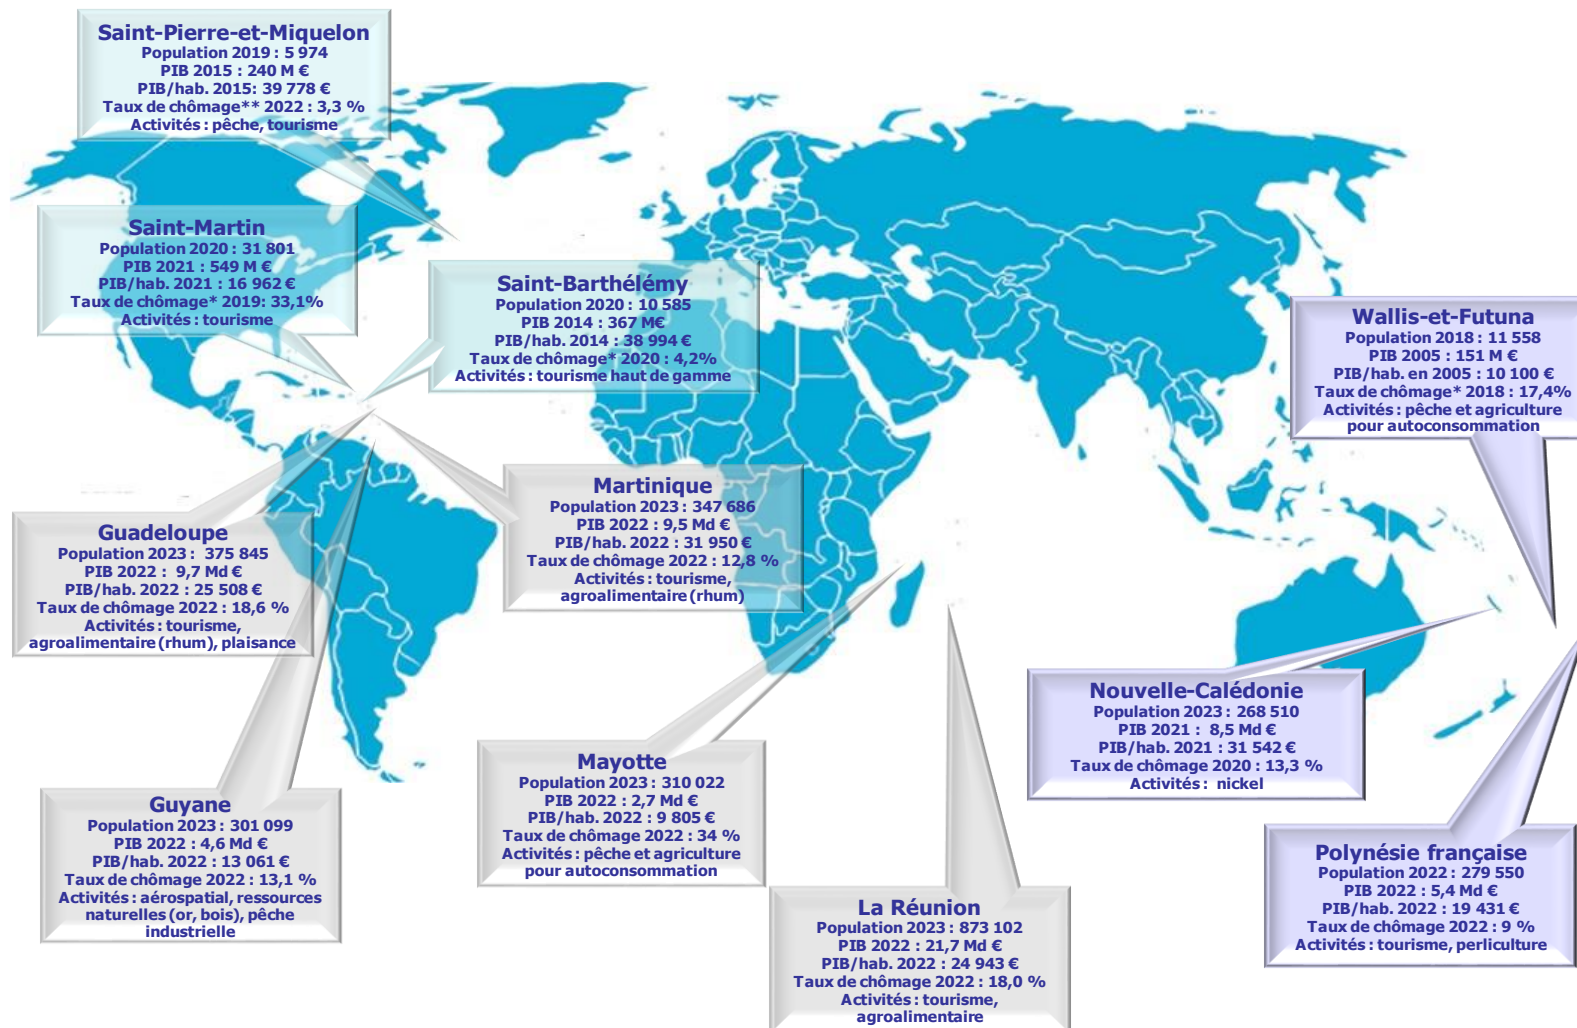 Saint-Pierre-et-Miquelon
Population 2019 : 5 974
PIB 2015 : 240 M €
PIB/hab. 2015: 39 778 €
Taux de chômage** 2022 : 3,3 %
Activités : pêche, tourisme
Saint-Martin
Population 2020 : 31 801
PIB 2021 : 549 M €
PIB/hab. 2021 : 16 962 €
Taux de chômage* 2019: 33,1%
Activités : tourisme
Saint-Barthélémy
Population 2020 : 10 585
PIB 2014 : 367 M€
PIB/hab. 2014 : 38 994 €
Taux de chômage* 2020 : 4,2%
Activités : tourisme haut de gamme
Wallis-et-Futuna
Population 2018 : 11 558
PIB 2005 : 151 M €
PIB/hab. en 2005 : 10 100 €
Taux de chômage* 2018 : 17,4%
Activités : pêche et agriculture
pour autoconsommation
Martinique
Population 2023 : 347 686
PIB 2022 : 9,5 Md €
PIB/hab. 2022 : 31 950 €
Taux de chômage 2022 : 12,8 %
Activités : tourisme,
agroalimentaire (rhum)
Guadeloupe
Population 2023 : 375 845
PIB 2022 : 9,7 Md €
PIB/hab. 2022 : 25 508 €
Taux de chômage 2022 : 18,6 %
Activités : tourisme,
agroalimentaire (rhum), plaisance
Nouvelle-Calédonie
Population 2023 : 268 510
PIB 2021 : 8,5 Md €
PIB/hab. 2021 : 31 542 €
Taux de chômage 2020 : 13,3 %
Activités : nickel
Mayotte
Population 2023 : 310 022
PIB 2022 : 2,7 Md €
PIB/hab. 2022 : 9 805 €
Taux de chômage 2022 : 34 %
Activités : pêche et agriculture
pour autoconsommation
Guyane
Population 2023 : 301 099
PIB 2022 : 4,6 Md €
PIB/hab. 2022 : 13 061 €
Taux de chômage 2022 : 13,1 %
Activités : aérospatial, ressources
naturelles (or, bois), pêche
industrielle
Polynésie française
Population 2022 : 279 550
PIB 2022 : 5,4 Md €
PIB/hab. 2022 : 19 431 €
Taux de chômage 2022 : 9 %
Activités : tourisme, perliculture
La Réunion
Population 2023 : 873 102
PIB 2022 : 21,7 Md €
PIB/hab. 2022 : 24 943 €
Taux de chômage 2022 : 18,0 %
Activités : tourisme,
agroalimentaire